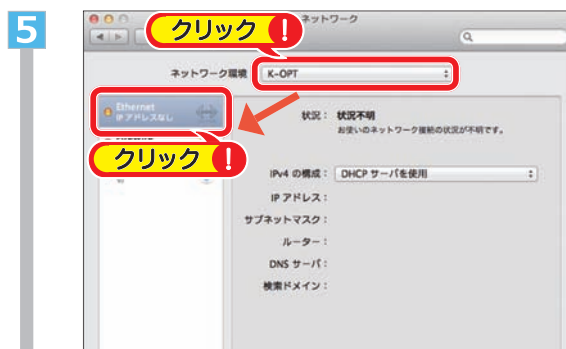 5
ネットワーク
クリック!
ネットワーク環境
K-OPT
Ethernet
IP アドレスなし
クリック!
状況:
状況不明
お使いのネットワーク接続の状況が不明です。
IPv4 の構成:
DHCP サーバを使用
IP アドレス:
サブネットマスク:
ルーター:
DNS サーバ:
検索ドメイン: